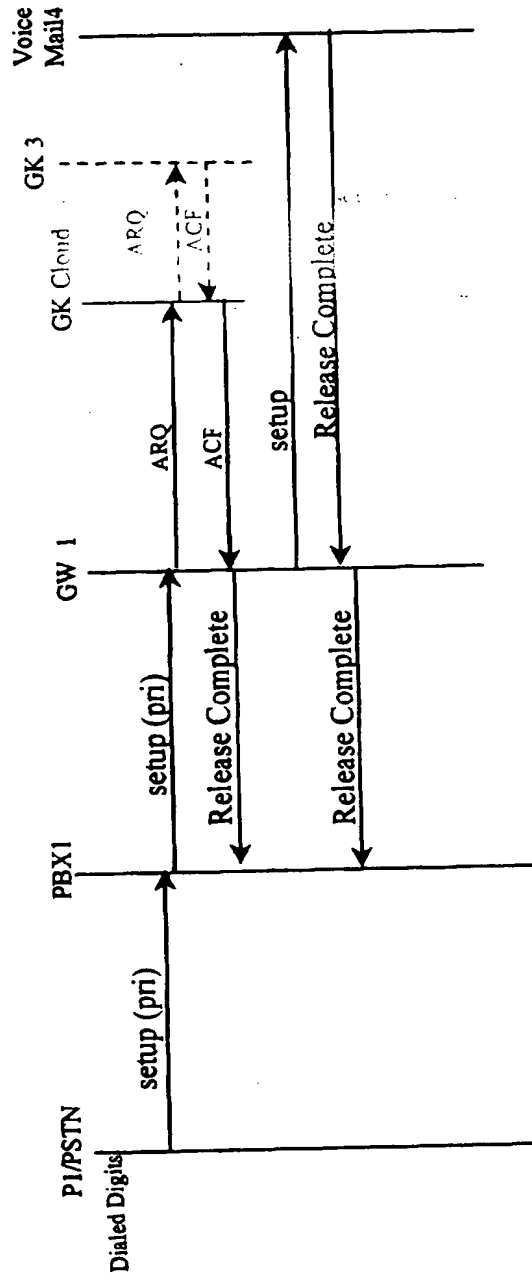 P1/PSTN
Dialed Digits
PBX1
GW 1
GK Cloud
GK 3
Voice
Mail4
setup (pri)
setup (pri)
ARQ
ARQ
ACF
ACF
Release Complete
setup
Release Complete
Release Complete